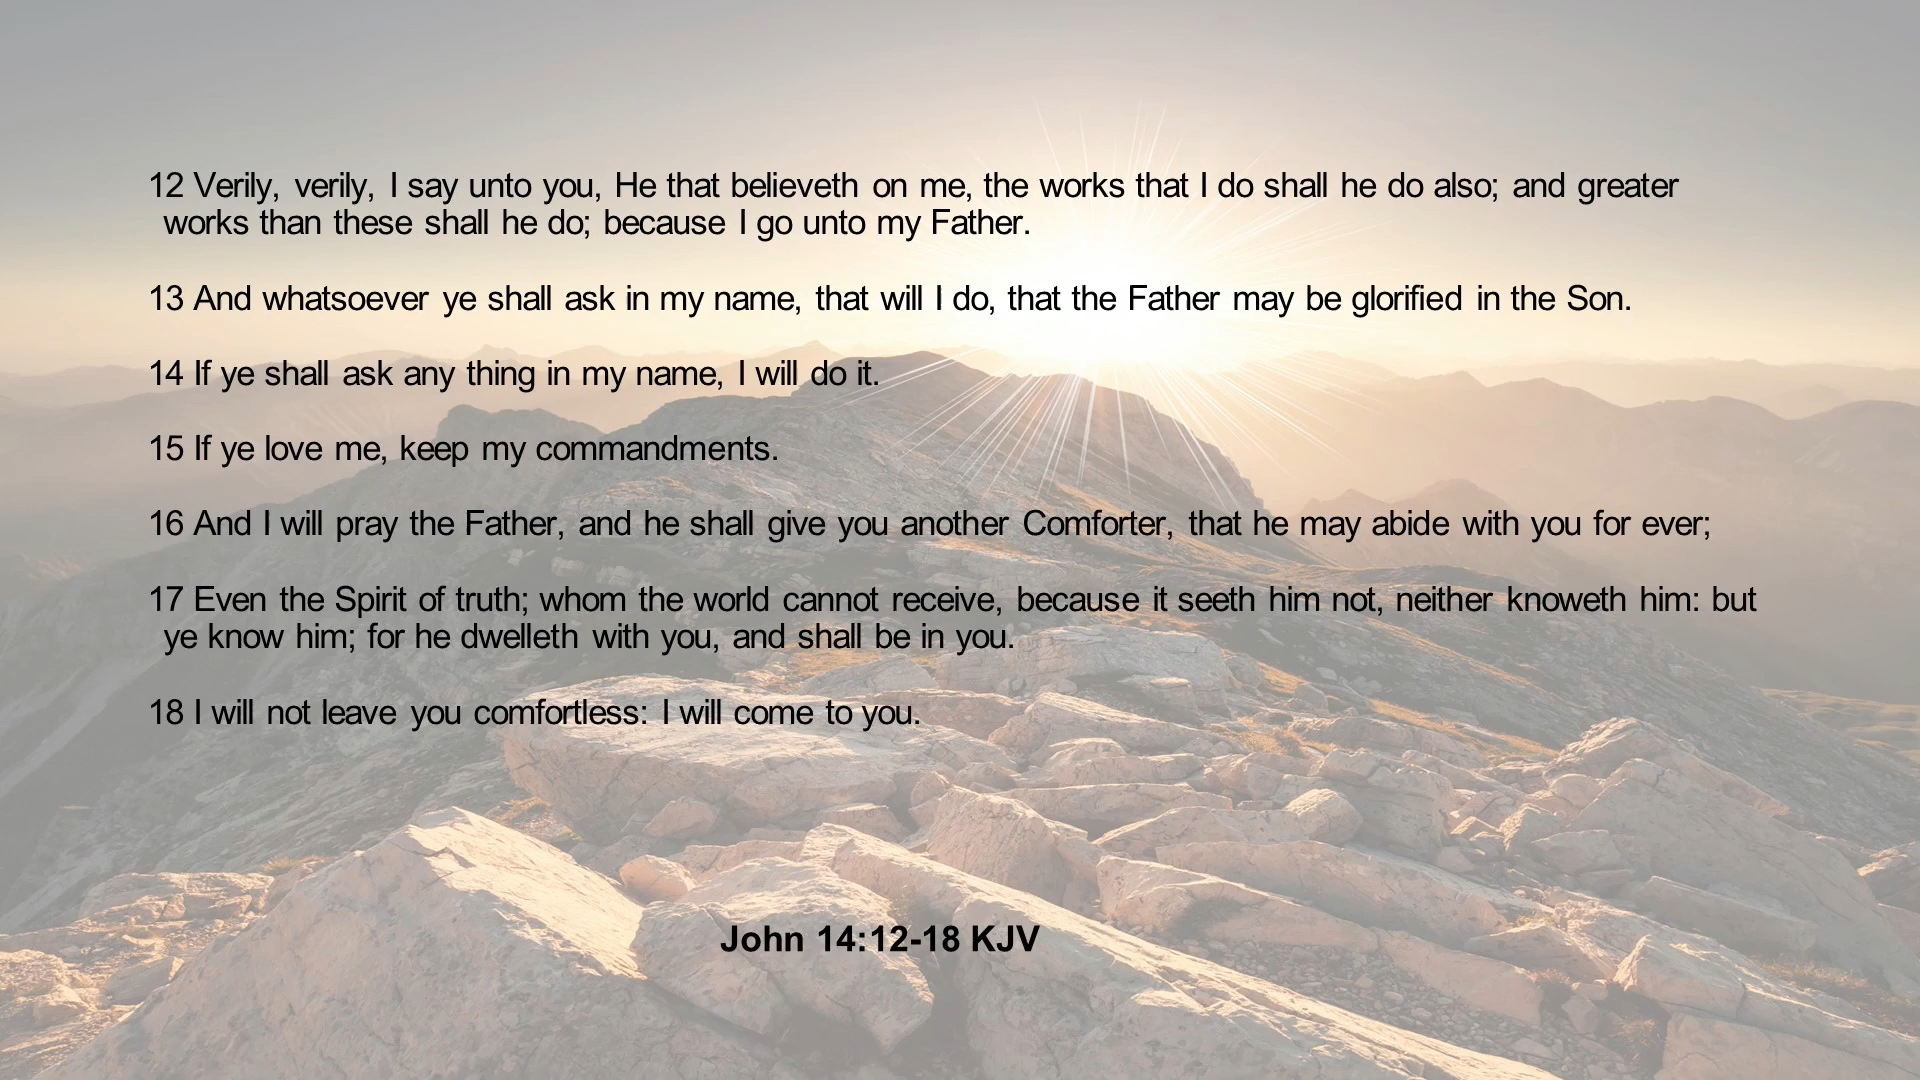 12 Verily, verily, I say unto you, He that believeth on me, the works that I do shall he do also; and greater
works than these shall he do; because I go unto my Father.
13 And whatsoever ye shall ask in my name, that will I do, that the Father may be glorified in the Son.
14 If ye shall ask any thing in my name, I will do it.
15 If ye love me, keep my commandments.
16 And I will pray the Father, and he shall give you another Comforter, that he may abide with you for ever;
17 Even the Spirit of truth; whom the world cannot receive, because it seeth him not, neither knoweth him: but
ye know him; for he dwelleth with you, and shall be in you.
18 I will not leave you comfortless: I will come to you.
John 14:12-18 KJV